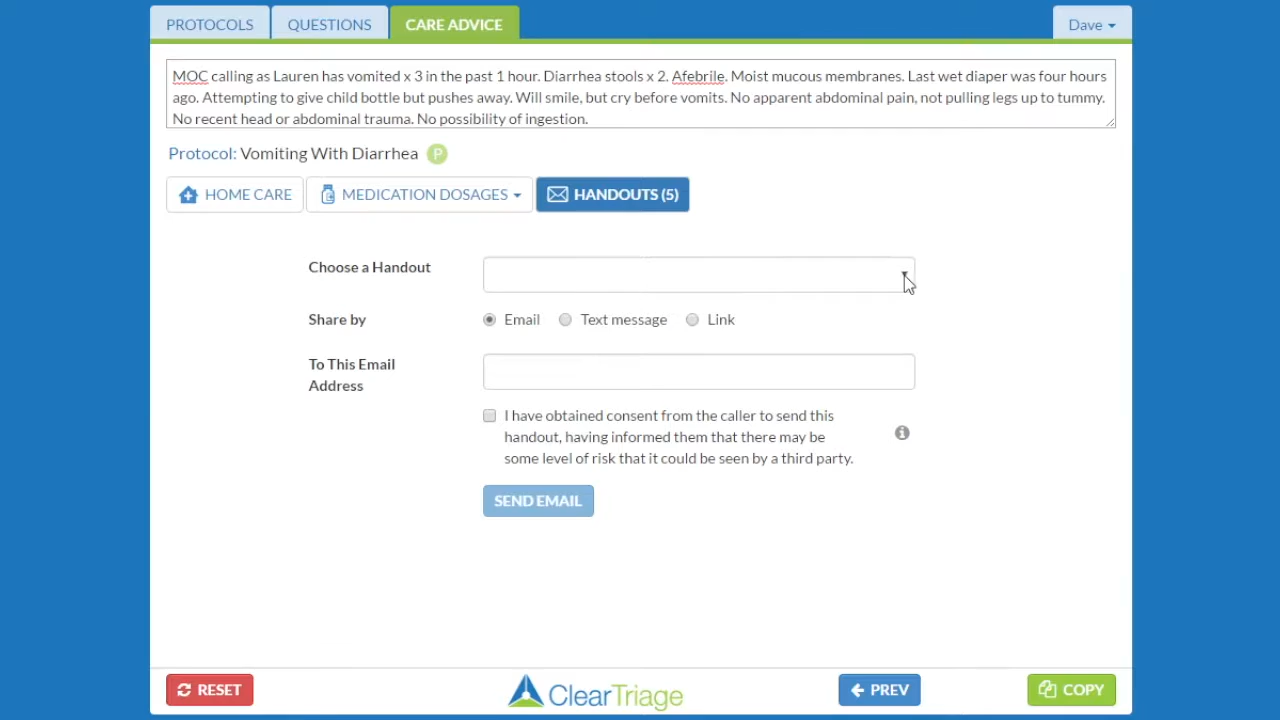 PROTOCOLS QUESTIONS CARE ADVICE Dave
MOC calling as Lauren has vomited x 3 in the past 1 hour. Diarrhea stools x 2. Afebrile. Moist mucous membranes. Last wet diaper was four hours
ago. Attempting to give child bottle but pushes away. Will smile, but cry before vomits. No apparent abdominal pain, not pulling legs up to tummy.
No recent head or abdominal trauma. No possibility of ingestion.
Protocol: Vomiting With Diarrhea P
HOME CARE MEDICATION DOSAGES HANDOUTS (5)
Choose a Handout
Share by Email Text message Link
To This Email
Address
I have obtained consent from the caller to send this
handout, having informed them that there may be
some level of risk that it could be seen by a third party.
SEND EMAIL
RESET ClearTriage PREV COPY